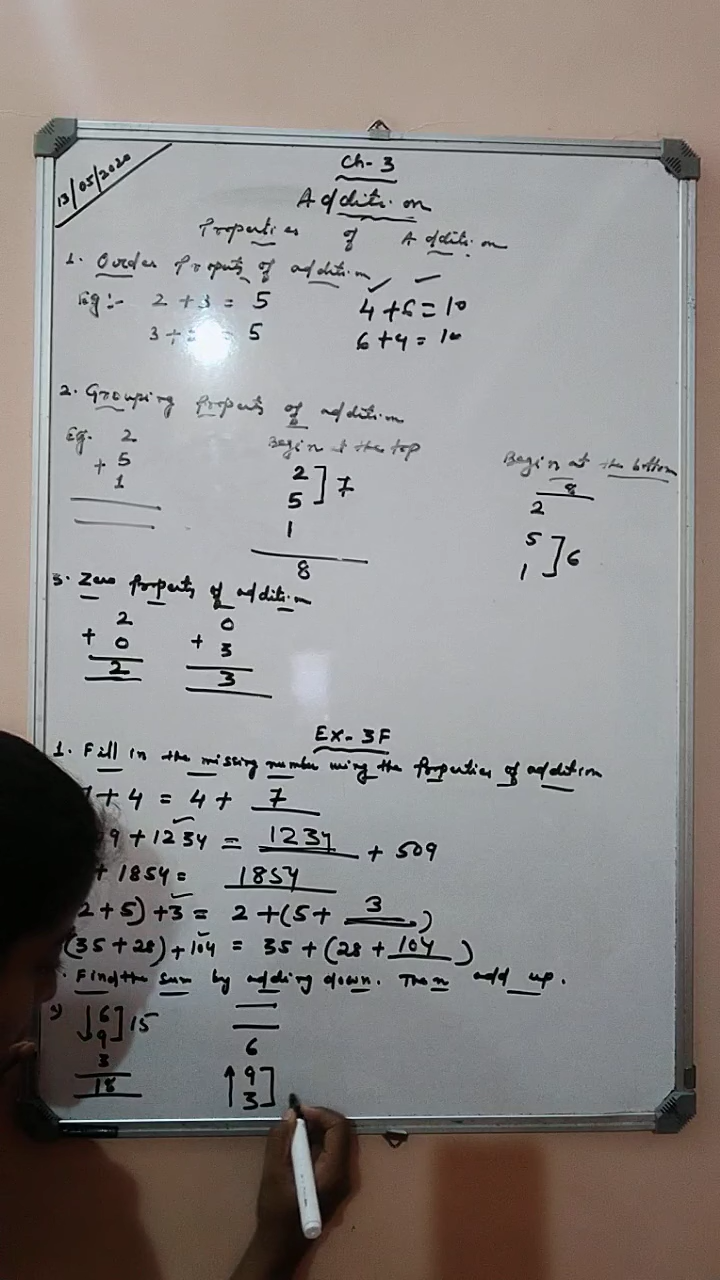 13/05/2020
Ch-3
Addition
Properties of Addition
1. Order Property of addition
Eg:- 2 + 3 = 5
4 + 6 = 10
3 + = 5
6 + 4 = 10
2. Grouping Property of addition
Eg. 2
+ 5
1
Begin at the top
2
5 ] 7
1
8
Begin at the bottom
8
2
5
1 ] 6
3. Zero Property of addition
2
+ 0
2
0
+ 3
3
Ex- 3F
1. Fill in the missing number using the Properties of addition
+ 4 = 4 + 7
9 + 1234 = 1234 + 509
+ 1854 = 1854
2 + 5) + 3 = 2 + (5 + 3)
(35 + 28) + 104 = 35 + (28 + 104)
. Find the sum by adding down. Then add up.
↓ 6
9 ] 15
3
18
6
↑ 9
3 ]